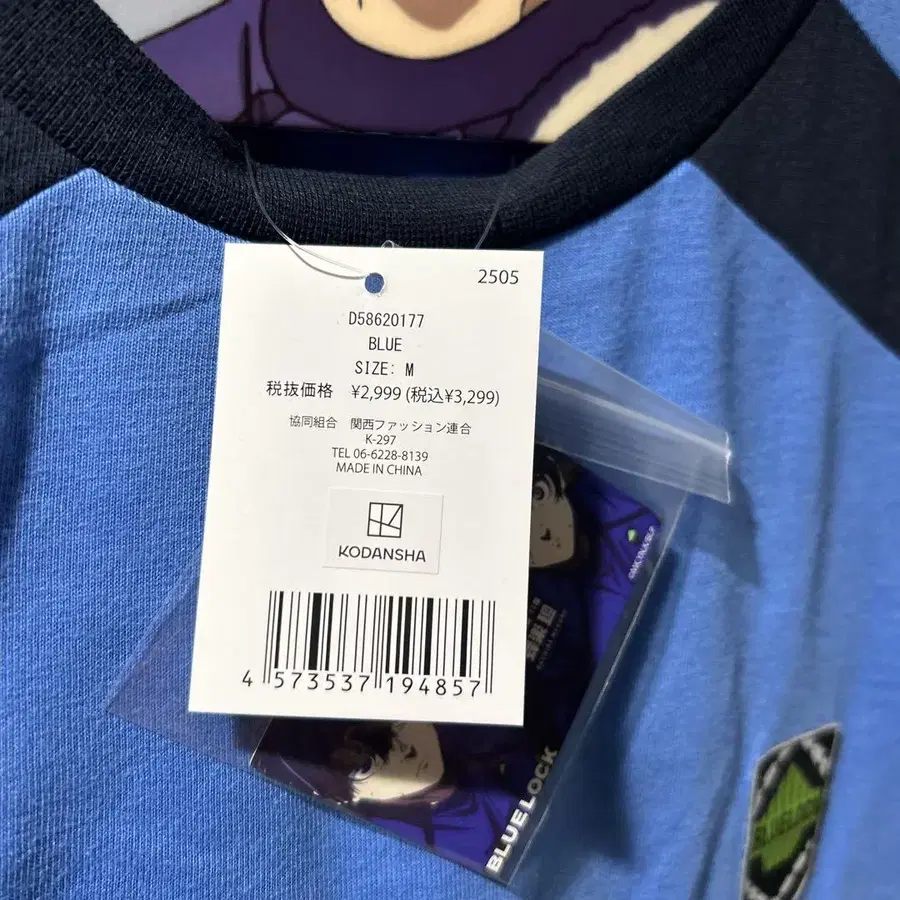 2505
D58620177
BLUE
SIZE: M
税抜価格 ¥2,999 (税込¥3,299)
協同組合 関西ファッション連合
K-297
TEL 06-6228-8139
MADE IN CHINA
KODANSHA
4 573537 194857
BLUE LOCK
BLUELOCK